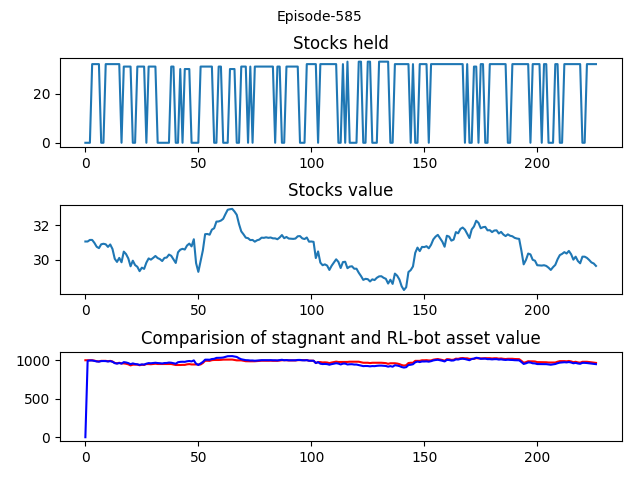 Episode-585
Stocks held
20
0
0 50 100 150 200
Stocks value
32
30
0 50 100 150 200
Comparision of stagnant and RL-bot asset value
1000
500
0
0 50 100 150 200